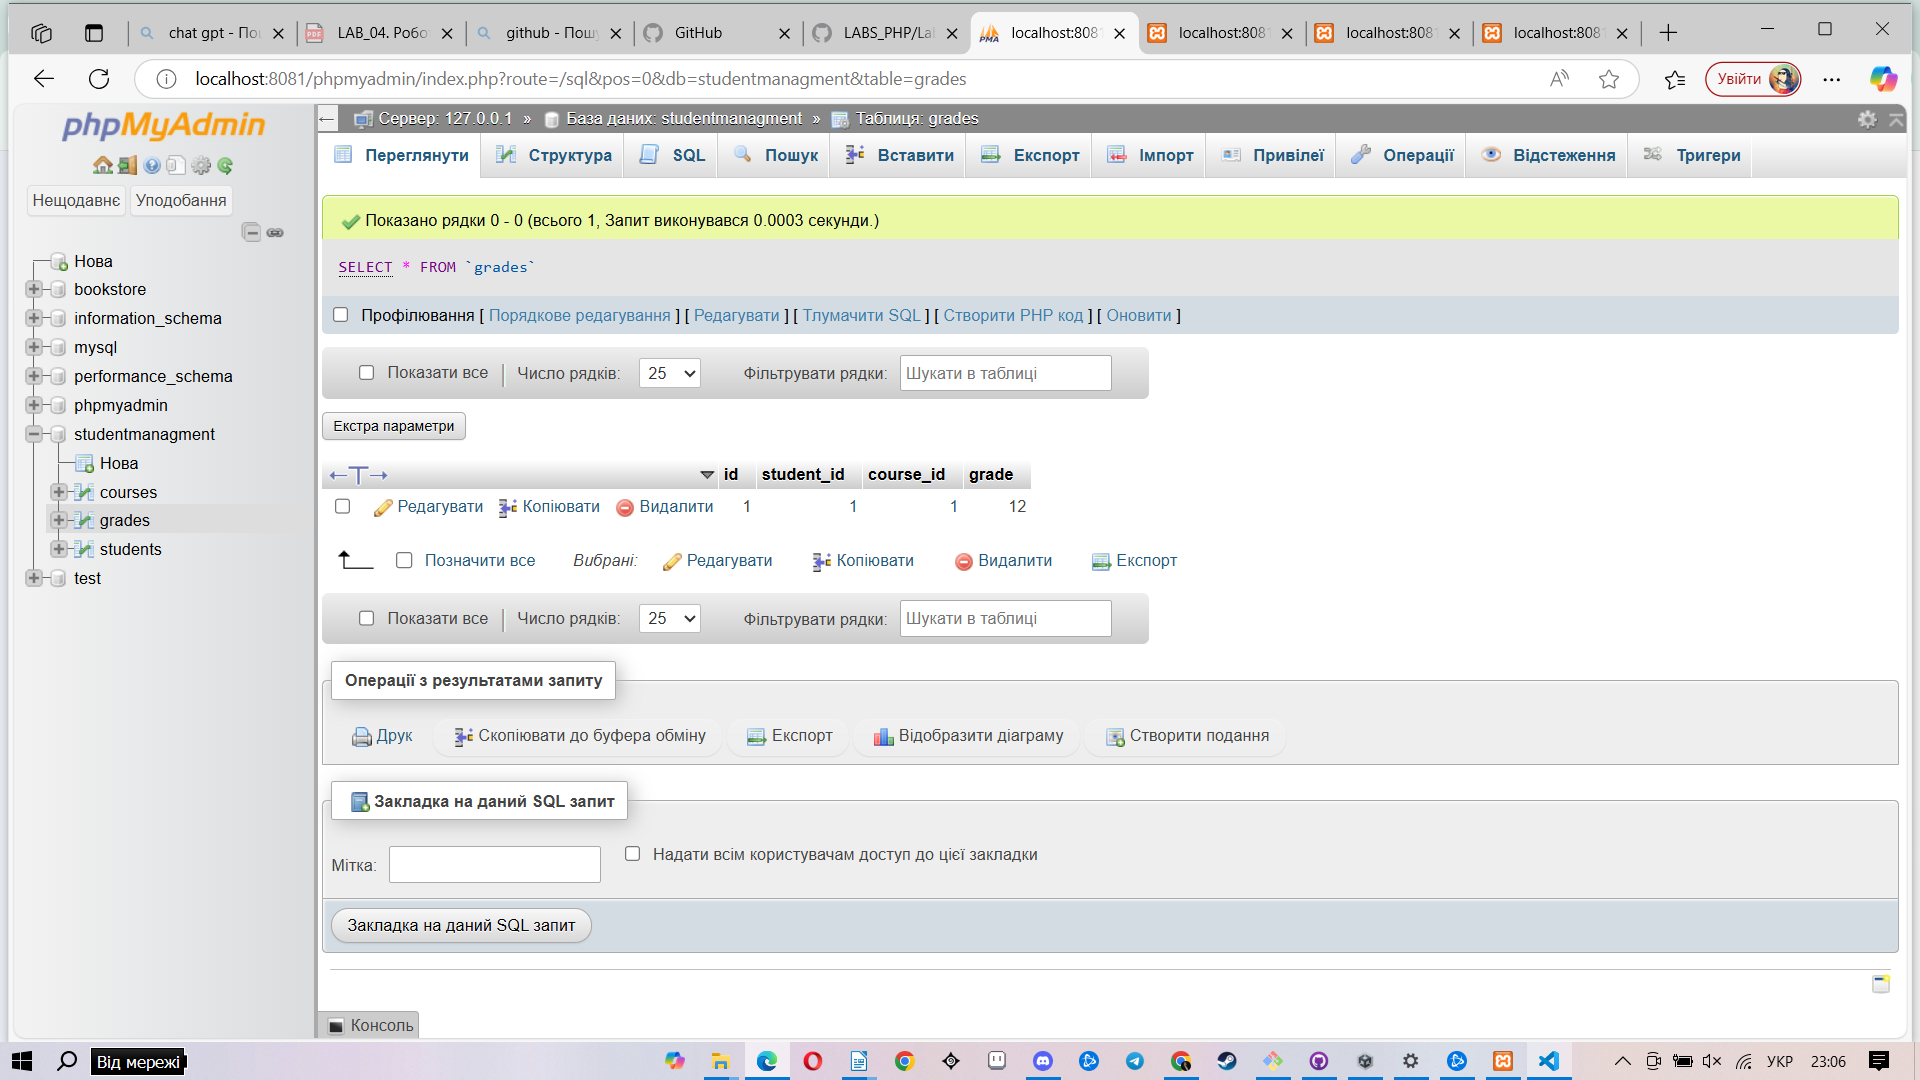 chat gpt - По
LAB_04. Робо
github - Пошу
GitHub
LABS_PHP/La
localhost:8081
localhost:8081
localhost:8081
localhost:8081
localhost:8081/phpmyadmin/index.php?route=/sql&pos=0&db=studentmanagment&table=grades
Увійти
phpMyAdmin
Нещодавнє
Уподобання
Нова
bookstore
information_schema
mysql
performance_schema
phpmyadmin
studentmanagment
Нова
courses
grades
students
test
Сервер: 127.0.0.1 » База даних: studentmanagment » Таблиця: grades
Переглянути
Структура
SQL
Пошук
Вставити
Експорт
Імпорт
Привілеї
Операції
Відстеження
Тригери
Показано рядки 0 - 0 (всього 1, Запит виконувався 0.0003 секунди.)
SELECT * FROM `grades`
Профілювання [ Порядкове редагування ] [ Редагувати ] [ Тлумачити SQL ] [ Створити PHP код ] [ Оновити ]
Показати все
Число рядків: 25
Фільтрувати рядки: Шукати в таблиці
Екстра параметри
id student_id course_id grade
Редагувати Копіювати Видалити 1 1 1 12
Позначити все Вибрані: Редагувати Копіювати Видалити Експорт
Показати все
Число рядків: 25
Фільтрувати рядки: Шукати в таблиці
Операції з результатами запиту
Друк Скопіювати до буфера обміну Експорт Відобразити діаграму Створити подання
Закладка на даний SQL запит
Мітка:
Надати всім користувачам доступ до цієї закладки
Закладка на даний SQL запит
Консоль
Від мережі
УКР
23:06